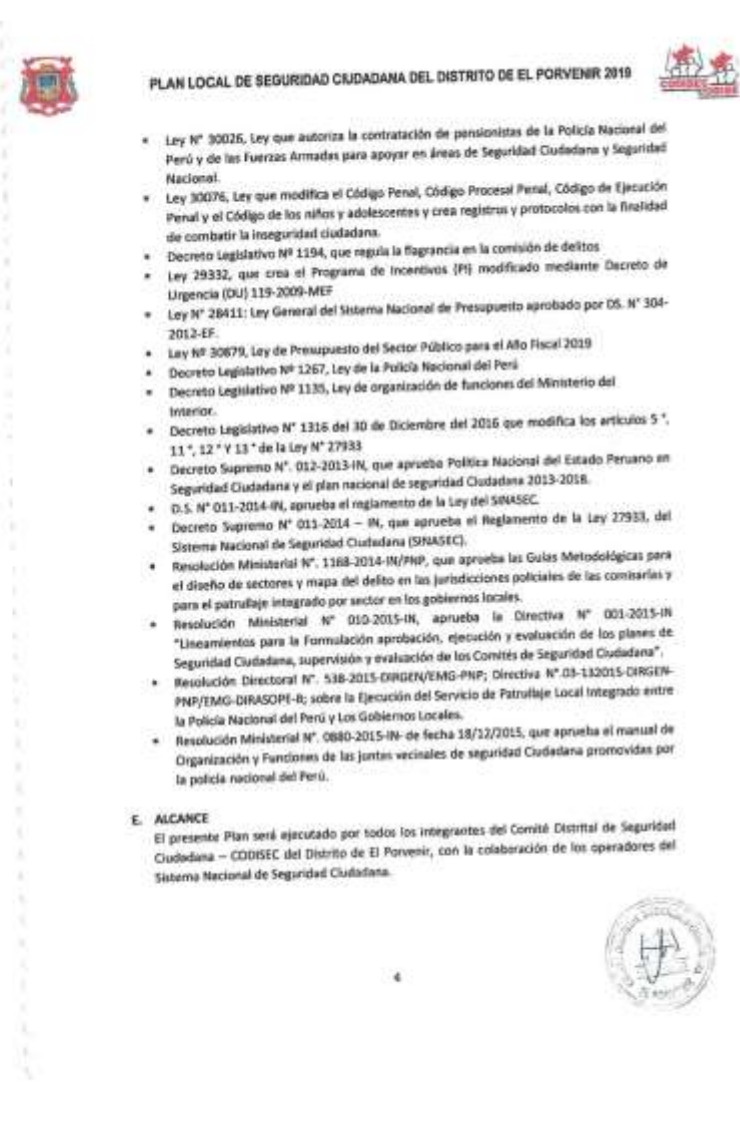 PLAN LOCAL DE SEGURIDAD CIUDADANA DEL DISTRITO DE EL PORVENIR 2019
• Ley N° 30026, Ley que autoriza la contratación de pensionistas de la Policía Nacional del
Perú y de las Fuerzas Armadas para apoyar en áreas de Seguridad Ciudadana y Seguridad
Nacional.
• Ley 30076, Ley que modifica el Código Penal, Código Procesal Penal, Código de Ejecución
Penal y el Código de los niños y adolescentes y crea registros y protocolos con la finalidad
de combatir la inseguridad ciudadana.
• Decreto Legislativo Nº 1194, que regula la flagrancia en la comisión de delitos
• Ley 29332, que crea el Programa de Incentivos (PI) modificado mediante Decreto de
Urgencia (DU) 119-2009-MEF
• Ley N° 28411: Ley General del Sistema Nacional de Presupuesto aprobado por DS. N° 304-
2012-EF.
• Ley Nº 30879, Ley de Presupuesto del Sector Público para el Año Fiscal 2019
• Decreto Legislativo Nº 1267, Ley de la Policía Nacional del Perú
• Decreto Legislativo Nº 1135, Ley de organización de funciones del Ministerio del
Interior.
• Decreto Legislativo N° 1316 del 30 de Diciembre del 2016 que modifica los artículos 5 °,
11 °, 12 ° Y 13 ° de la Ley N° 27933
• Decreto Supremo N°. 012-2013-IN, que aprueba Política Nacional del Estado Peruano en
Seguridad Ciudadana y el plan nacional de seguridad Ciudadana 2013-2018.
• D.S. N° 011-2014-IN, aprueba el reglamento de la Ley del SINASEC.
• Decreto Supremo N° 011-2014 – IN, que aprueba el Reglamento de la Ley 27933, del
Sistema Nacional de Seguridad Ciudadana (SINASEC).
• Resolución Ministerial N°. 1168-2014-IN/PNP, que aprueba las Guías Metodológicas para
el diseño de sectores y mapa del delito en las jurisdicciones policiales de las comisarías y
para el patrullaje integrado por sector en los gobiernos locales.
• Resolución Ministerial N° 010-2015-IN, aprueba la Directiva N° 001-2015-IN
"Lineamientos para la Formulación aprobación, ejecución y evaluación de los planes de
Seguridad Ciudadana, supervisión y evaluación de los Comités de Seguridad Ciudadana".
• Resolución Directoral N°. 538-2015-DIRGEN/EMG-PNP; Directiva N°.03-132015-DIRGEN-
PNP/EMG-DIRASOPE-B; sobre la Ejecución del Servicio de Patrullaje Local Integrado entre
la Policía Nacional del Perú y Los Gobiernos Locales.
• Resolución Ministerial N°. 0880-2015-IN- de fecha 18/12/2015, que aprueba el manual de
Organización y Funciones de las juntas vecinales de seguridad Ciudadana promovidas por
la policía nacional del Perú.
E. ALCANCE
El presente Plan será ejecutado por todos los integrantes del Comité Distrital de Seguridad
Ciudadana – CODISEC del Distrito de El Porvenir, con la colaboración de los operadores del
Sistema Nacional de Seguridad Ciudadana.
4